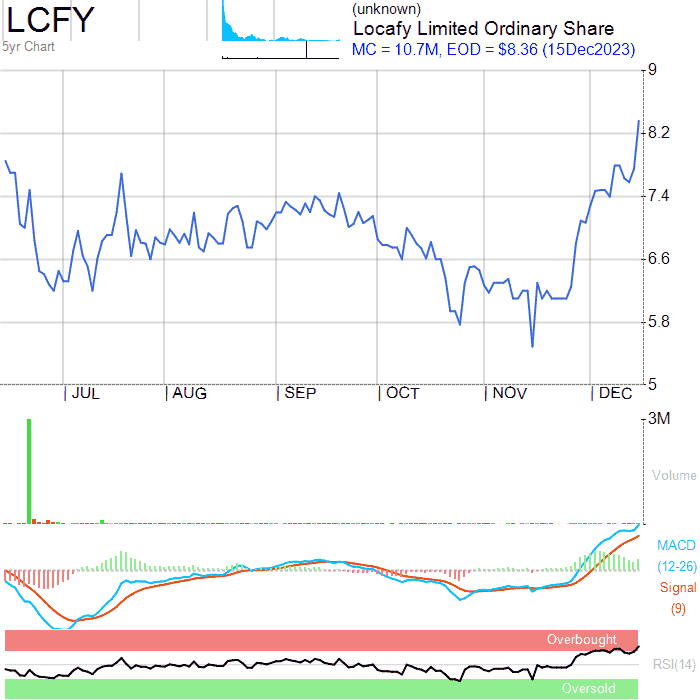 LCFY
5yr Chart
(unknown)
Locafy Limited Ordinary Share
MC = 10.7M, EOD = $8.36 (15Dec2023)
9
8.2
7.4
6.6
5.8
5
JUL AUG SEP OCT NOV DEC
3M
Volume
MACD
(12-26)
Signal
(9)
Overbought
RSI(14)
Oversold